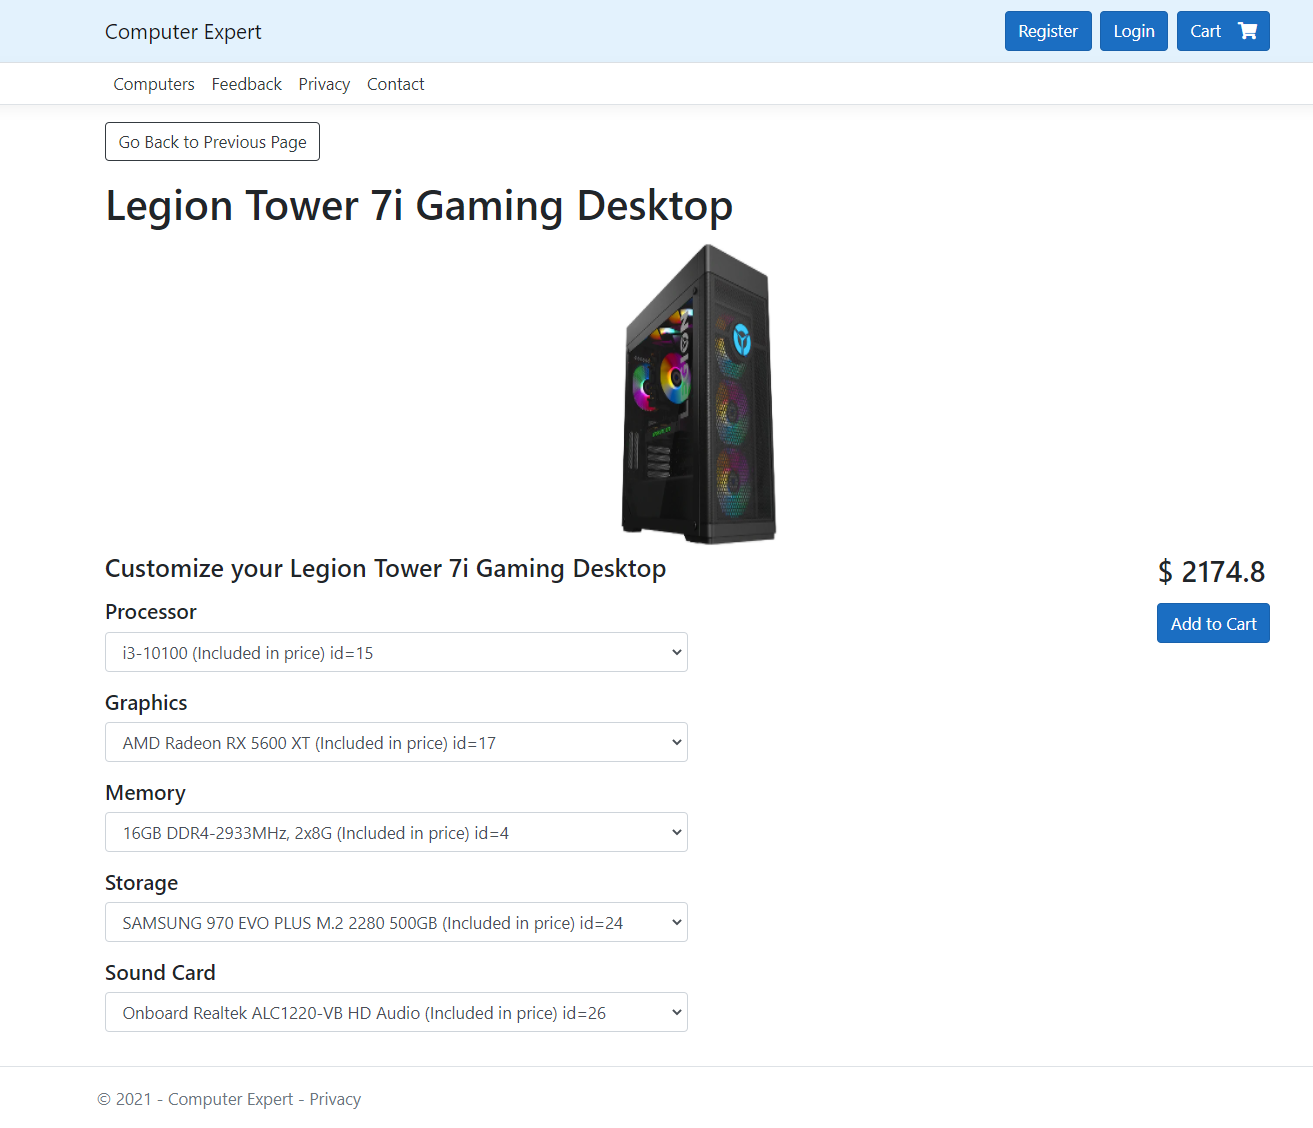 Computer Expert
Register
Login
Cart
Computers
Feedback
Privacy
Contact
Go Back to Previous Page
Legion Tower 7i Gaming Desktop
Customize your Legion Tower 7i Gaming Desktop
$ 2174.8
Add to Cart
Processor
i3-10100 (Included in price) id=15
Graphics
AMD Radeon RX 5600 XT (Included in price) id=17
Memory
16GB DDR4-2933MHz, 2x8G (Included in price) id=4
Storage
SAMSUNG 970 EVO PLUS M.2 2280 500GB (Included in price) id=24
Sound Card
Onboard Realtek ALC1220-VB HD Audio (Included in price) id=26
© 2021 - Computer Expert - Privacy